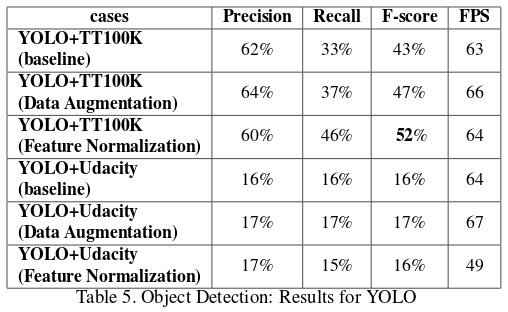 cases Precision Recall F-score FPS
YOLO+TT100K
(baseline) 62% 33% 43% 63
YOLO+TT100K
(Data Augmentation) 64% 37% 47% 66
YOLO+TT100K
(Feature Normalization) 60% 46% 52% 64
YOLO+Udacity
(baseline) 16% 16% 16% 64
YOLO+Udacity
(Data Augmentation) 17% 17% 17% 67
YOLO+Udacity
(Feature Normalization) 17% 15% 16% 49
Table 5. Object Detection: Results for YOLO